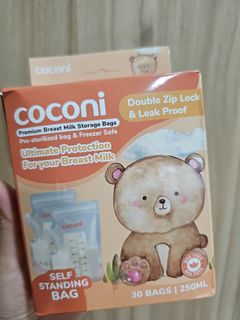 coconi
Premium Breast Milk Storage Bags
Pre-sterilized bag & Freezer Safe
Ultimate Protection
For your Breast Milk
Double Zip Lock
& Leak Proof
coconi
SELF
STANDING
BAG
30 BAGS | 250ML